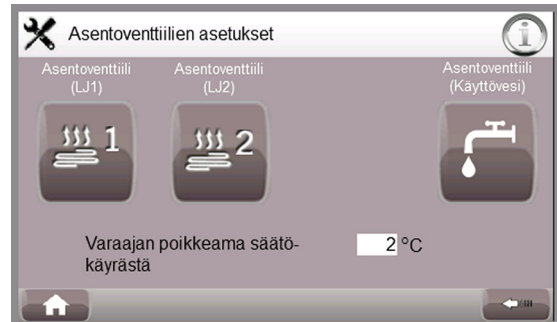 Asentoventtiilien asetukset
Asentoventtiili
(LJ1)
Asentoventtiili
(LJ2)
Asentoventtiili
(Käyttövesi)
1
2
Varaajan poikkeama säätö-
käyrästä
2 °C